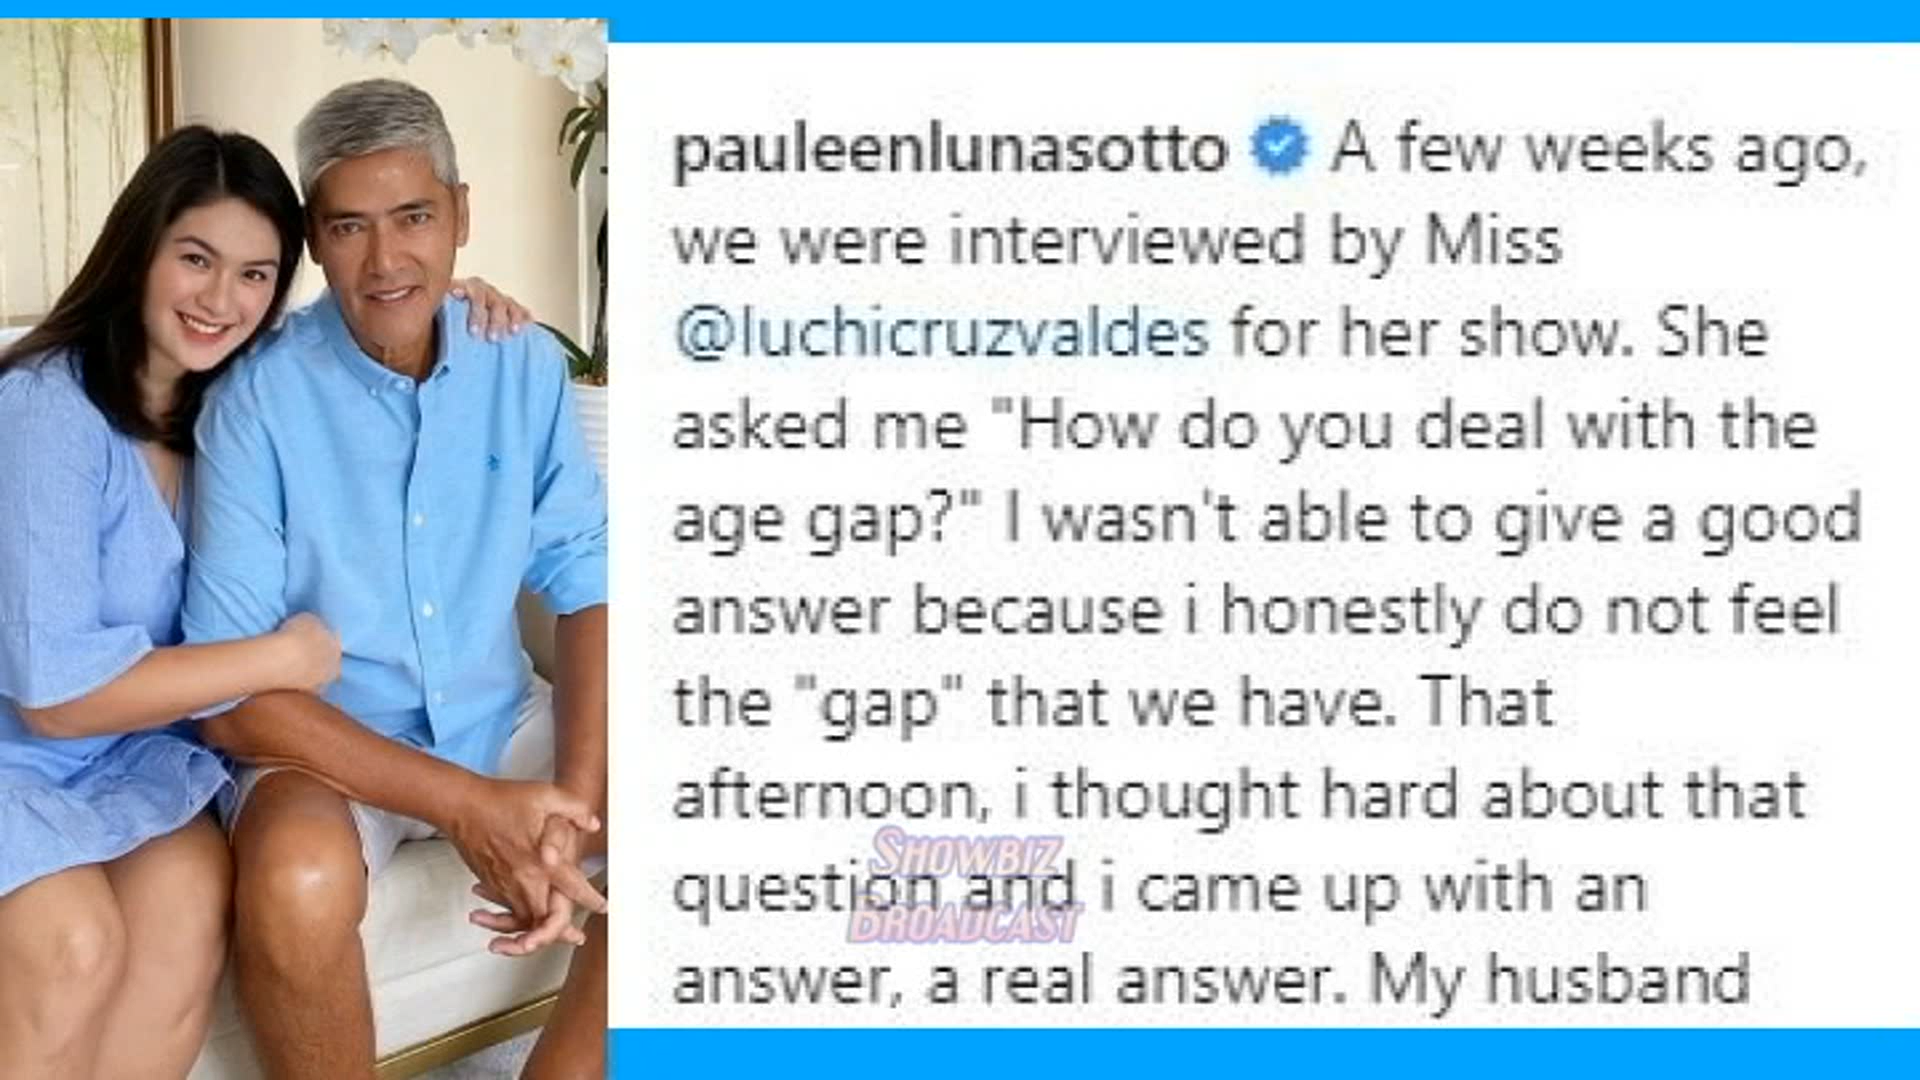 pauleenlunasotto A few weeks ago,
we were interviewed by Miss
@luchicruzvaldes for her show. She
asked me "How do you deal with the
age gap?" I wasn't able to give a good
answer because i honestly do not feel
the "gap" that we have. That
afternoon, i thought hard about that
question and i came up with an
answer, a real answer. My husband
SHOWBIZ
BROADCAST